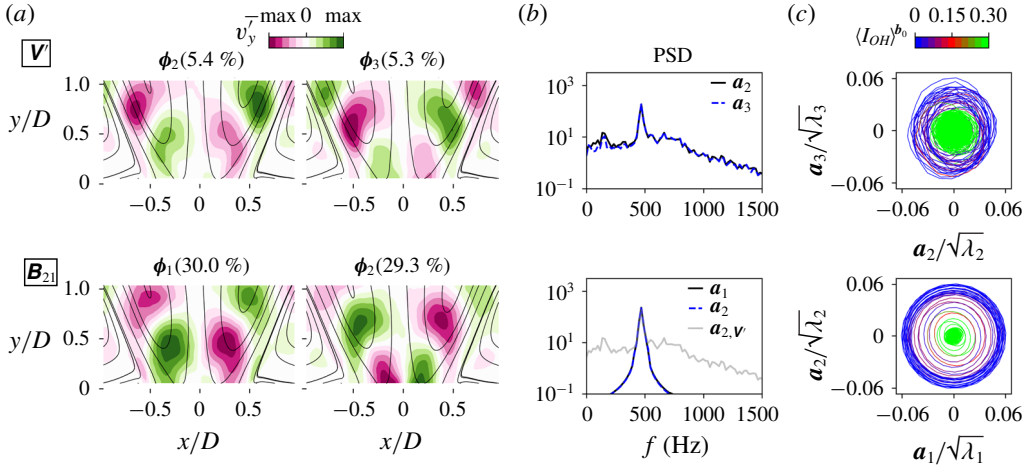 (a)
v′y
−max 0 max
(b)
(c)
0 0.15 0.30
⟨I_OH⟩^b0
V′
ϕ2(5.4 %)
ϕ3(5.3 %)
PSD
y/D
1.0
0.5
0
−0.5 0 0.5
−0.5 0 0.5
10^3
10^1
10^−1
a2
a3
0 500 1000 1500
a3/√λ3
0.06
0
−0.06
−0.06 0 0.06
a2/√λ2
B21
ϕ1(30.0 %)
ϕ2(29.3 %)
y/D
1.0
0.5
0
−0.5 0 0.5
−0.5 0 0.5
x/D
x/D
10^3
10^1
10^−1
a1
a2
a2,V′
0 500 1000 1500
f (Hz)
a2/√λ2
0.06
0
−0.06
−0.06 0 0.06
a1/√λ1